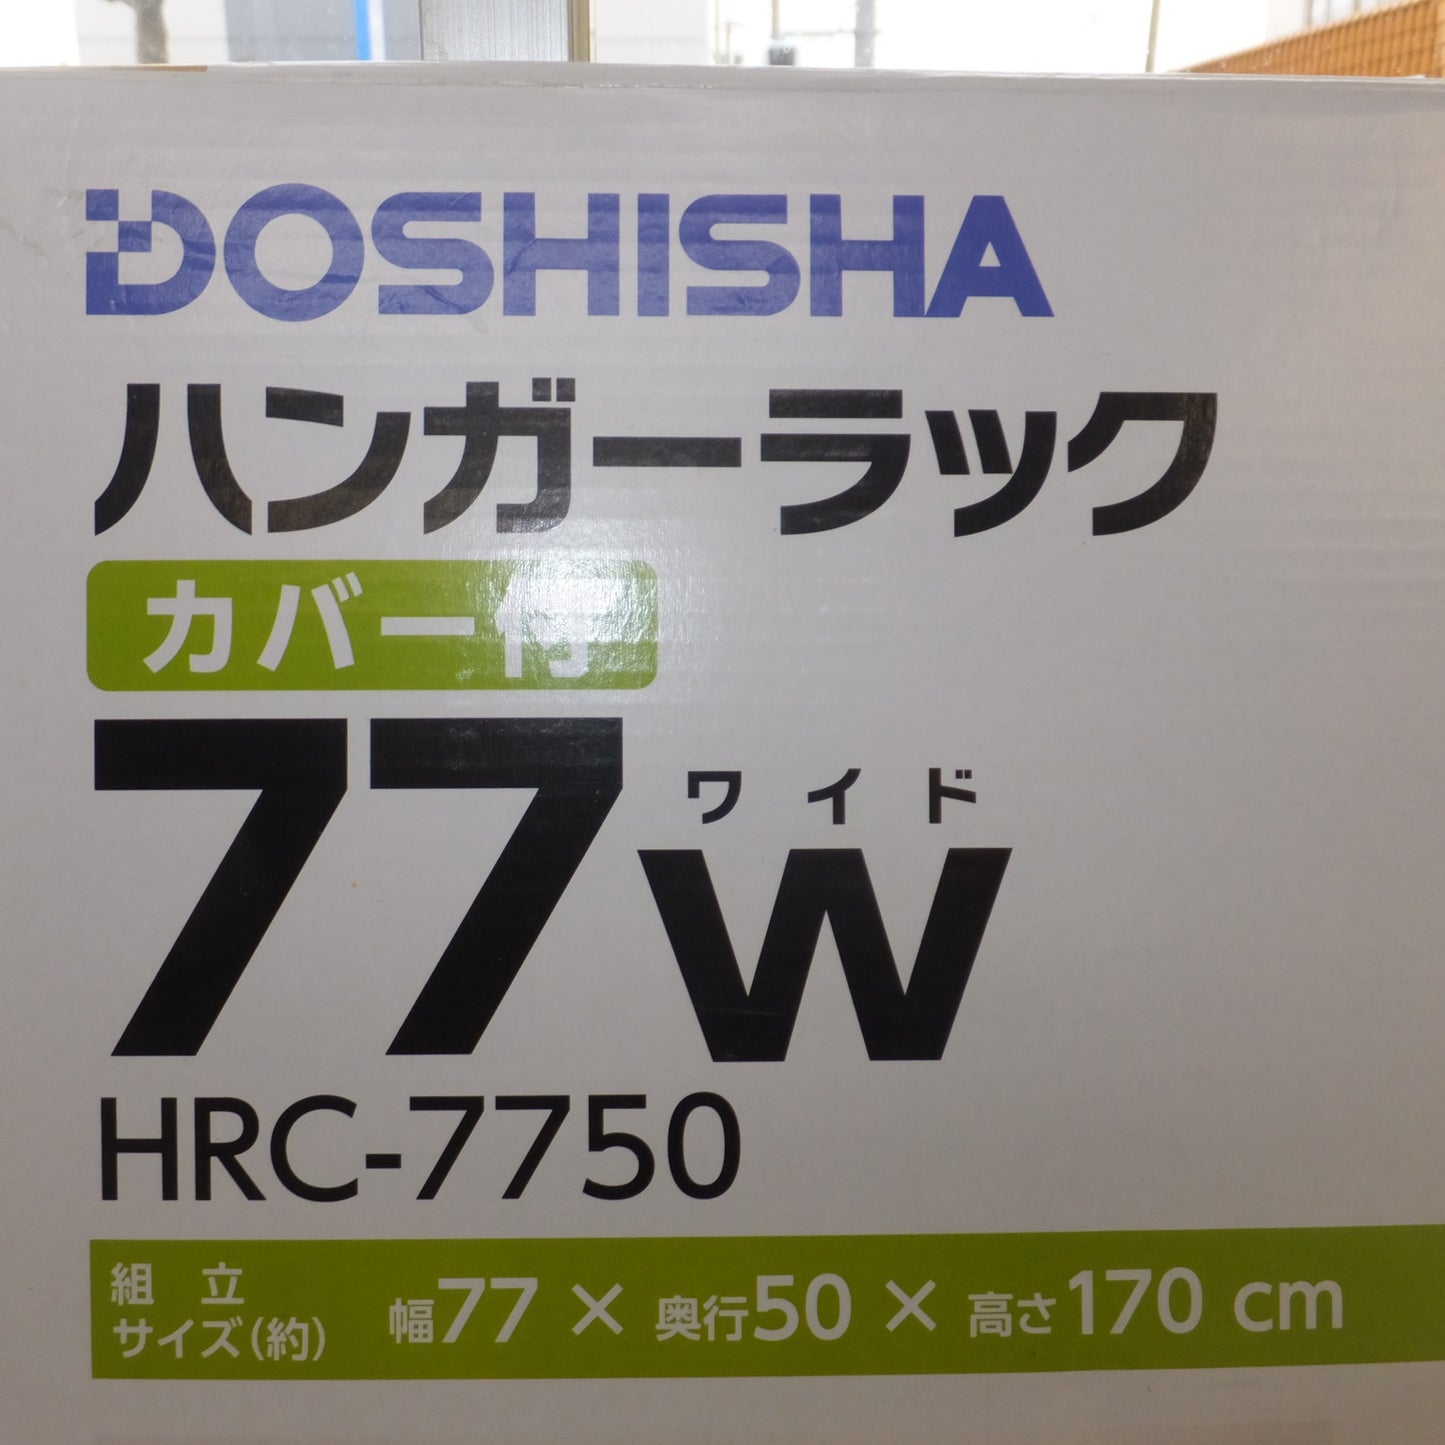 DOSHISHA
ハンガーラック
カバー付
ワイド
77W
HRC-7750
組立サイズ(約) 幅77 × 奥行50 × 高さ170 cm